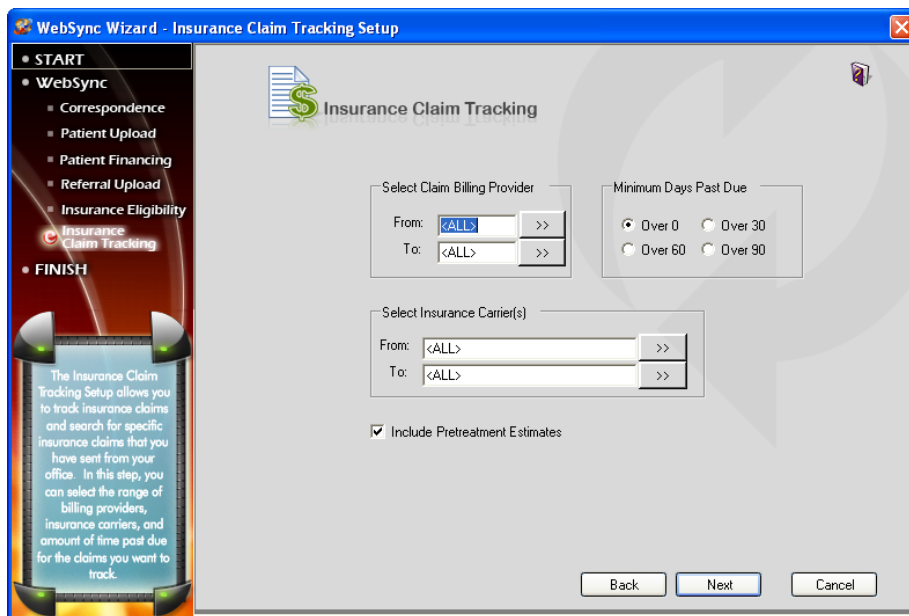 WebSync Wizard - Insurance Claim Tracking Setup
START
WebSync
Correspondence
Patient Upload
Patient Financing
Referral Upload
Insurance Eligibility
Insurance
Claim Tracking
FINISH
The Insurance Claim
Tracking Setup allows you
to track insurance claims
and search for specific
insurance claims that you
have sent from your
office. In this step, you
can select the range of
billing providers,
insurance carriers, and
amount of time past due
for the claims you want to
track.
Insurance Claim Tracking
Select Claim Billing Provider
From: <ALL> >>
To: <ALL> >>
Minimum Days Past Due
Over 0 Over 30
Over 60 Over 90
Select Insurance Carrier(s)
From: <ALL> >>
To: <ALL> >>
Include Pretreatment Estimates
Back Next Cancel